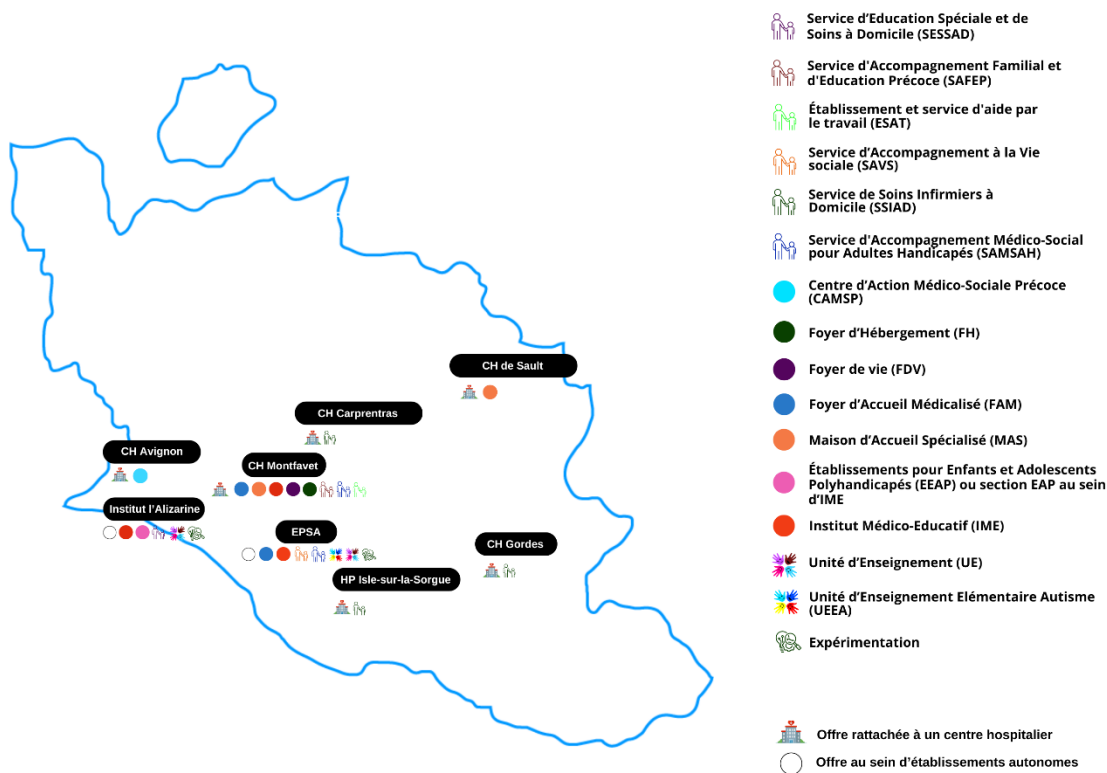 Service d’Education Spéciale et de
Soins à Domicile (SESSAD)
Service d'Accompagnement Familial et
d'Education Précoce (SAFEP)
Établissement et service d'aide par
le travail (ESAT)
Service d’Accompagnement à la Vie
sociale (SAVS)
Service de Soins Infirmiers à
Domicile (SSIAD)
Service d'Accompagnement Médico-Social
pour Adultes Handicapés (SAMSAH)
Centre d’Action Médico-Sociale Précoce
(CAMSP)
Foyer d’Hébergement (FH)
Foyer de vie (FDV)
Foyer d’Accueil Médicalisé (FAM)
Maison d’Accueil Spécialisé (MAS)
Établissements pour Enfants et Adolescents
Polyhandicapés (EEAP) ou section EAP au sein
d’IME
Institut Médico-Educatif (IME)
Unité d’Enseignement (UE)
Unité d’Enseignement Elémentaire Autisme
(UEEA)
Expérimentation
Offre rattachée à un centre hospitalier
Offre au sein d’établissements autonomes
CH de Sault
CH Carprentras
CH Avignon
CH Montfavet
Institut l’Alizarine
EPSA
CH Gordes
HP Isle-sur-la-Sorgue